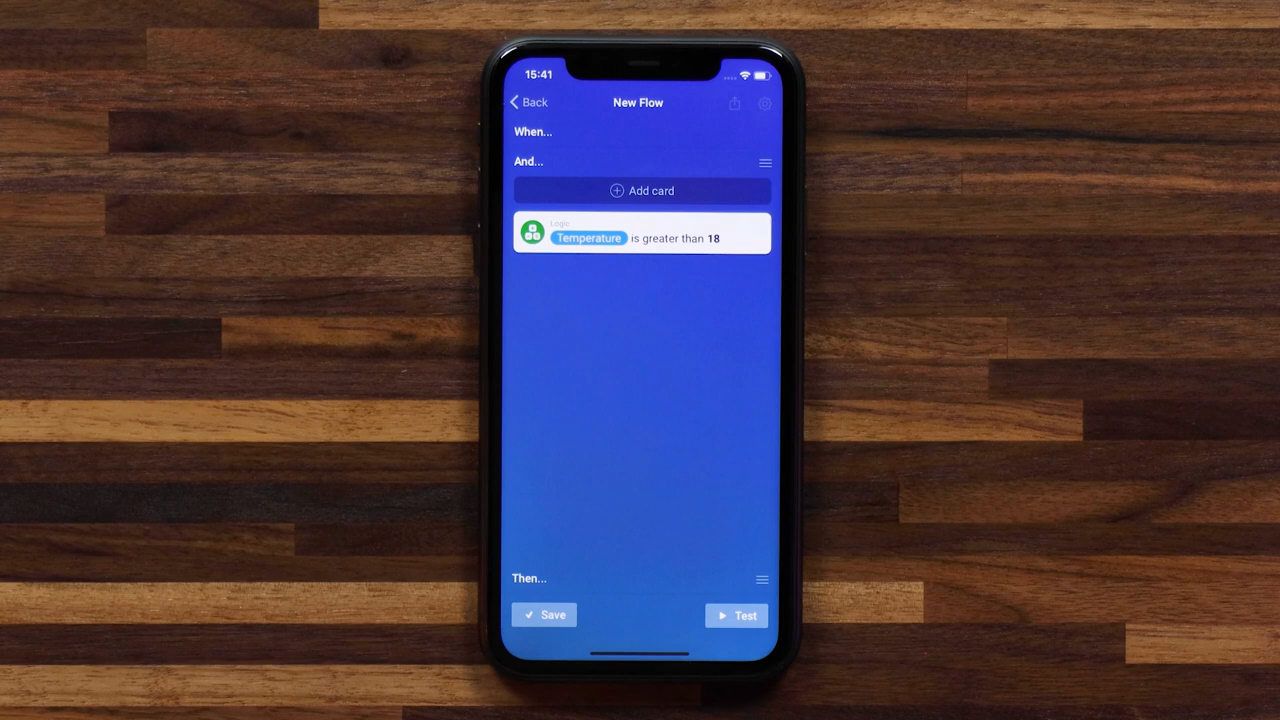 15:41
Back New Flow
When...
And...
Add card
Logic
Temperature is greater than 18
Then...
Save Test